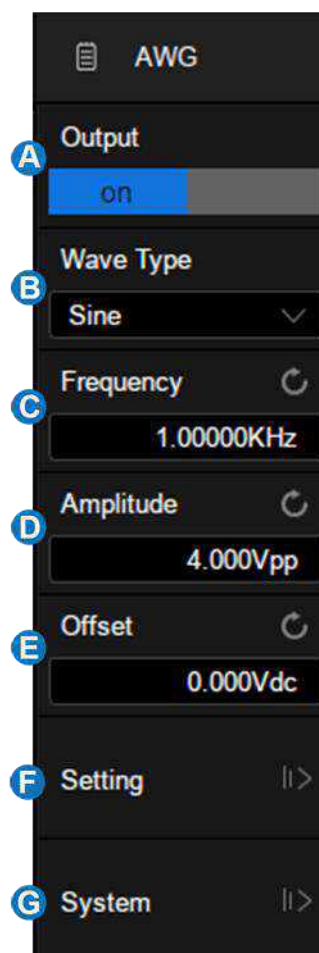 AWG
A
Output
on
B
Wave Type
Sine
C
Frequency
1.00000KHz
D
Amplitude
4.000Vpp
E
Offset
0.000Vdc
F
Setting
G
System